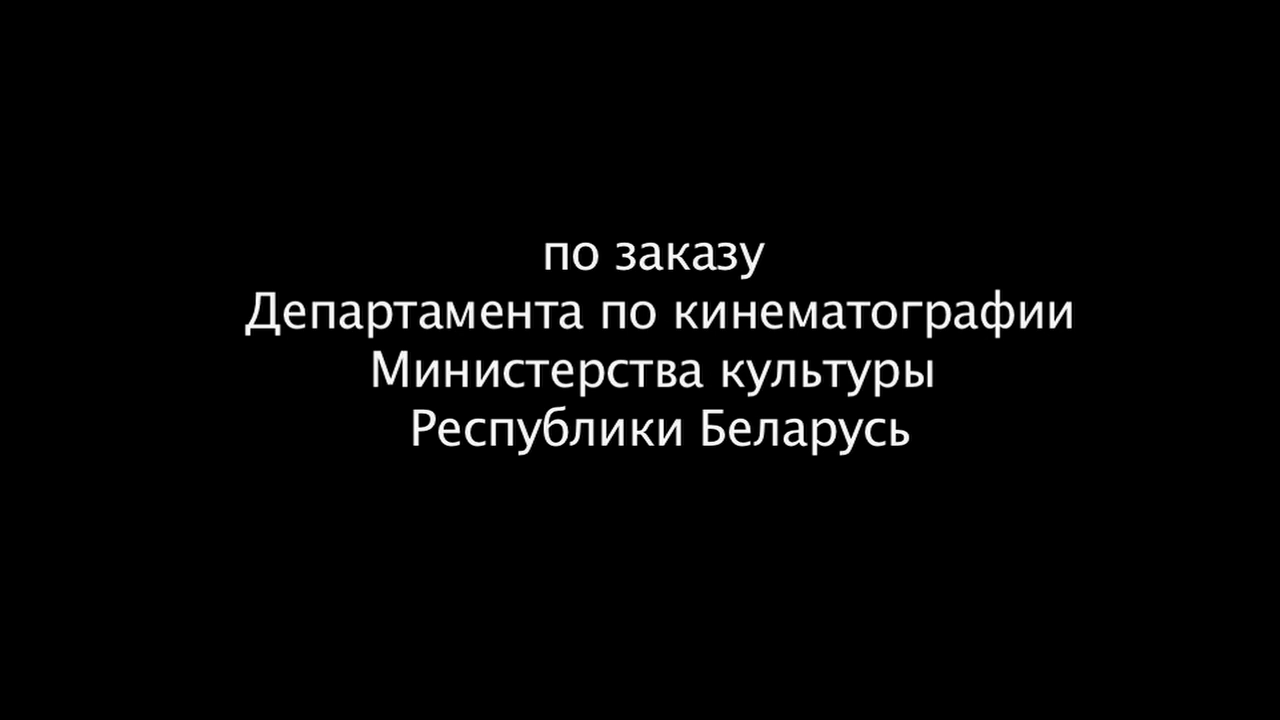 по заказу
Департамента по кинематографии
Министерства культуры
Республики Беларусь